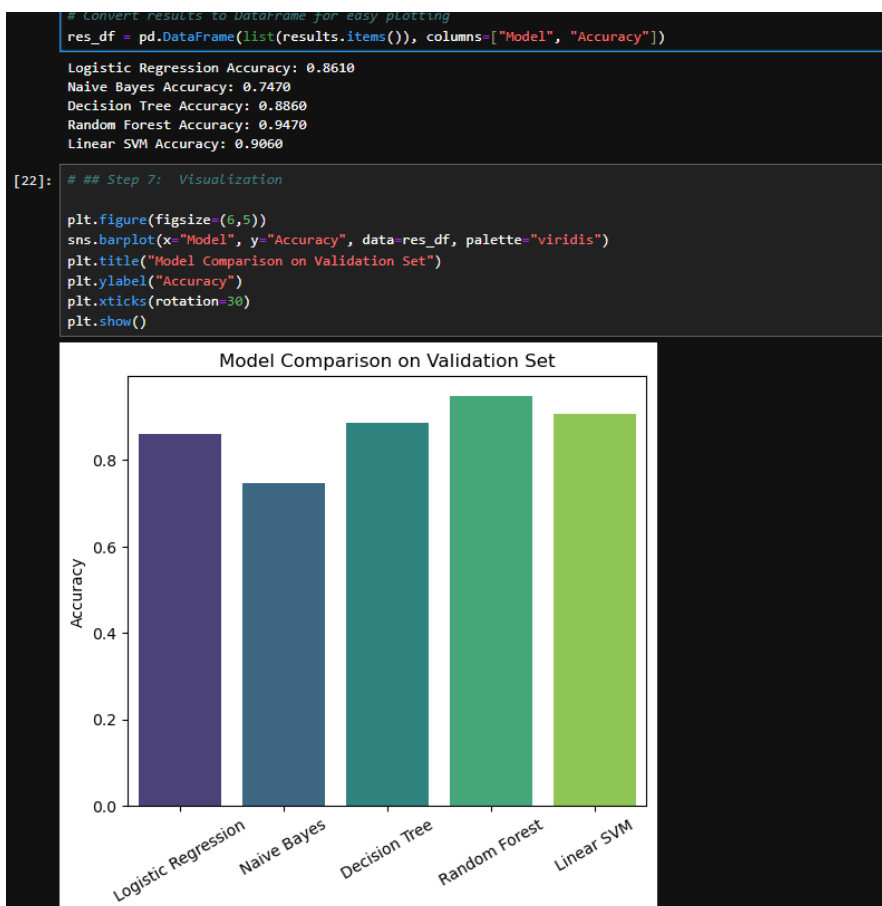 # Convert results to DataFrame for easy plotting
res_df = pd.DataFrame(list(results.items()), columns=["Model", "Accuracy"])
Logistic Regression Accuracy: 0.8610
Naive Bayes Accuracy: 0.7470
Decision Tree Accuracy: 0.8860
Random Forest Accuracy: 0.9470
Linear SVM Accuracy: 0.9060
[22]: # ## Step 7:  Visualization
plt.figure(figsize=(6,5))
sns.barplot(x="Model", y="Accuracy", data=res_df, palette="viridis")
plt.title("Model Comparison on Validation Set")
plt.ylabel("Accuracy")
plt.xticks(rotation=30)
plt.show()
Model Comparison on Validation Set
Accuracy
0.8
0.6
0.4
0.2
0.0
Logistic Regression
Naive Bayes
Decision Tree
Random Forest
Linear SVM